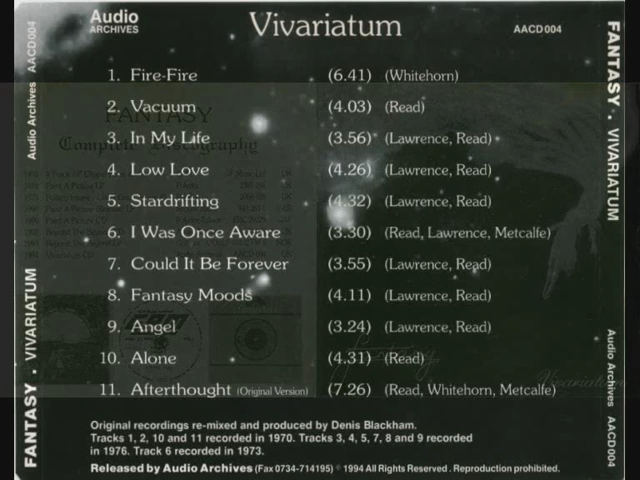 Audio
ARCHIVES
Vivariatum
AACD004
1. Fire-Fire (6.41) (Whitehorn)
2. Vacuum (4.03) (Read)
3. In My Life (3.56) (Lawrence, Read)
4. Low Love (4.26) (Lawrence, Read)
5. Stardrifting (4.32) (Lawrence, Read)
6. I Was Once Aware (3.30) (Read, Lawrence, Metcalfe)
7. Could It Be Forever (3.55) (Lawrence, Read)
8. Fantasy Moods (4.11) (Lawrence, Read)
9. Angel (3.24) (Lawrence, Read)
10. Alone (4.31) (Read)
11. Afterthought (Original Version) (7.26) (Read, Whitehorn, Metcalfe)
Original recordings re-mixed and produced by Denis Blackham.
Tracks 1, 2, 10 and 11 recorded in 1970. Tracks 3, 4, 5, 7, 8 and 9 recorded
in 1976. Track 6 recorded in 1973.
Released by Audio Archives (Fax 0734-714195) © 1994 All Rights Reserved. Reproduction prohibited.
FANTASY . VIVARIATUM
Audio Archives AACD004
FANTASY . VIVARIATUM
Audio Archives AACD004
FANTASY
Complete Discography
Vivariatum